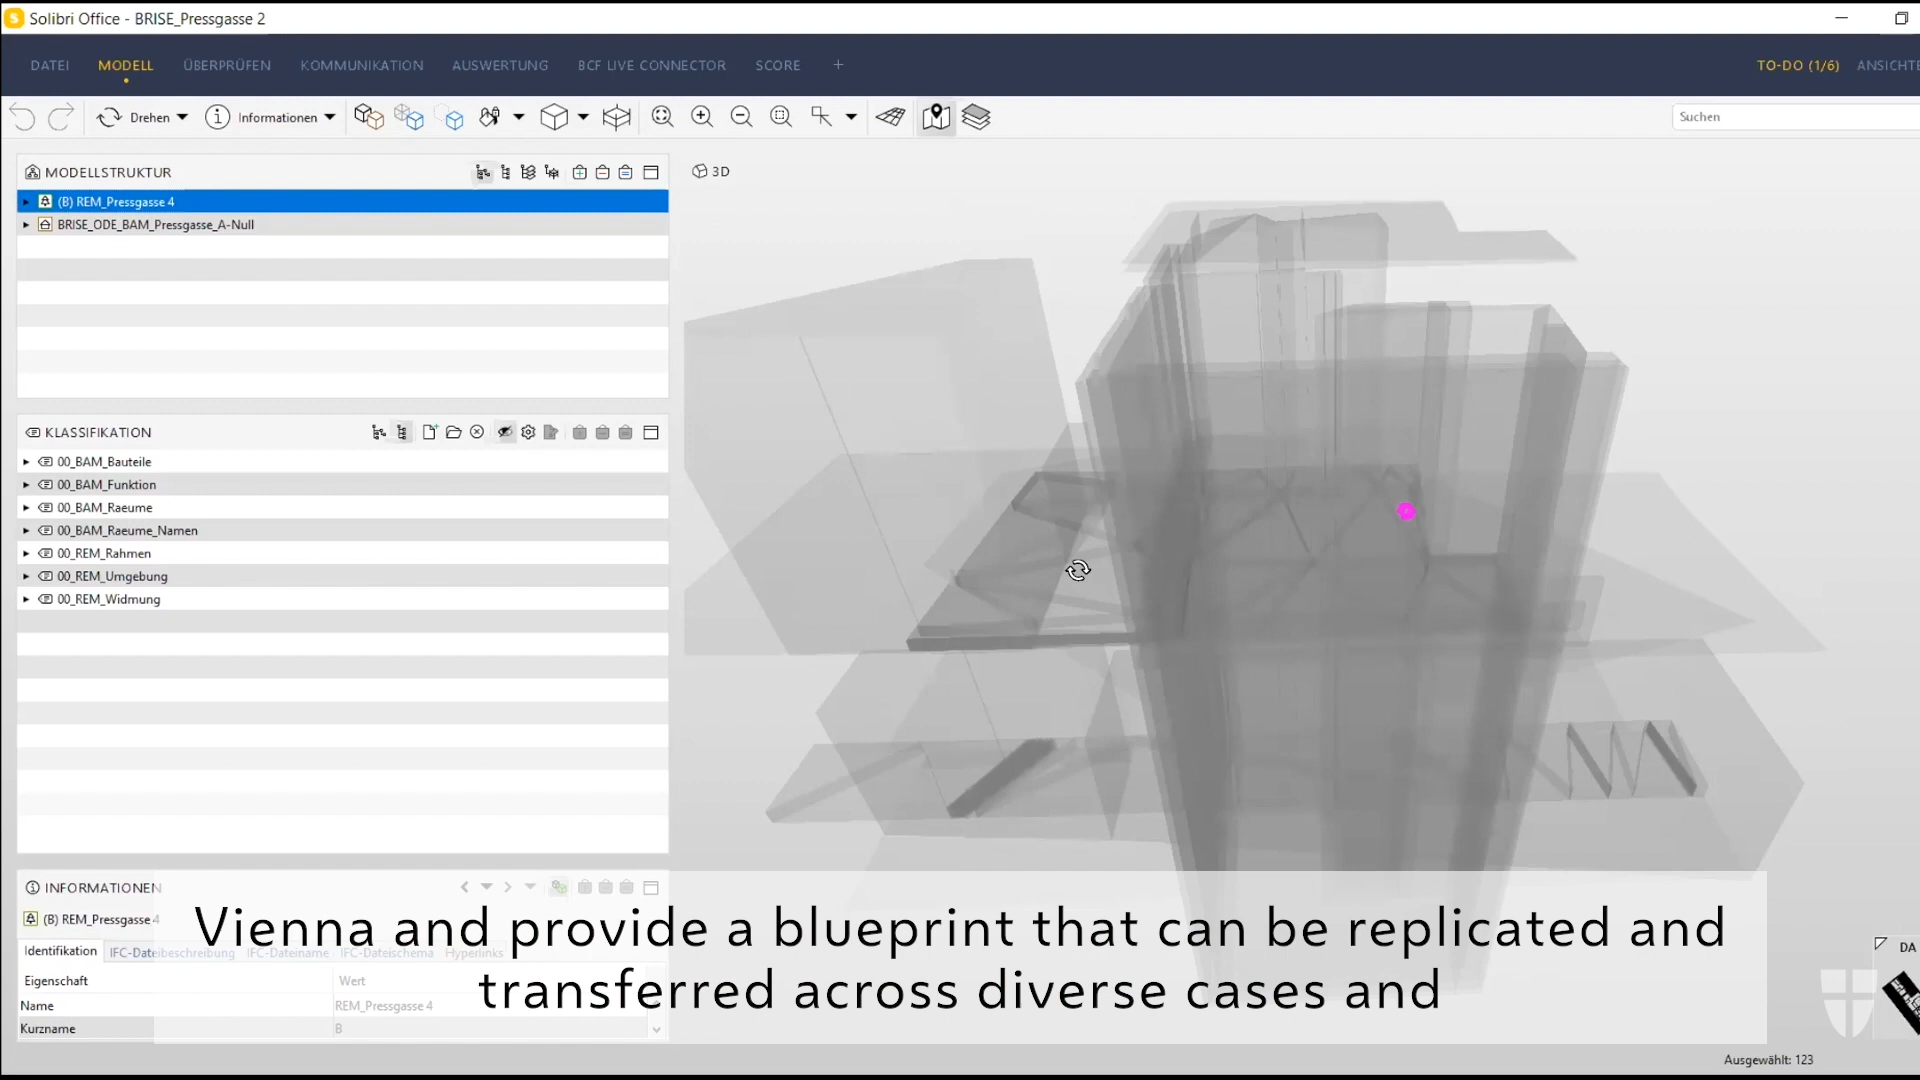 Solibri Office - BRISE_Pressgasse 2
DATEI MODELL ÜBERPRÜFEN KOMMUNIKATION AUSWERTUNG BCF LIVE CONNECTOR SCORE + TO-DO (1/6) ANSICHTE
Drehen Informationen Suchen
MODELLSTRUKTUR
3D
(B) REM_Pressgasse 4
BRISE_ODE_BAM_Pressgasse_A-Null
KLASSIFIKATION
00_BAM_Bauteile
00_BAM_Funktion
00_BAM_Raeume
00_BAM_Raeume_Namen
00_REM_Rahmen
00_REM_Umgebung
00_REM_Widmung
INFORMATIONEN
(B) REM_Pressgasse 4
Identifikation IFC-Dateibeschreibung IFC-Dateiname IFC-Dateischema Hyperlinks
Eigenschaft Wert
Name REM_Pressgasse 4
Kurzname B
Vienna and provide a blueprint that can be replicated and
transferred across diverse cases and
DA
Ausgewählt: 123